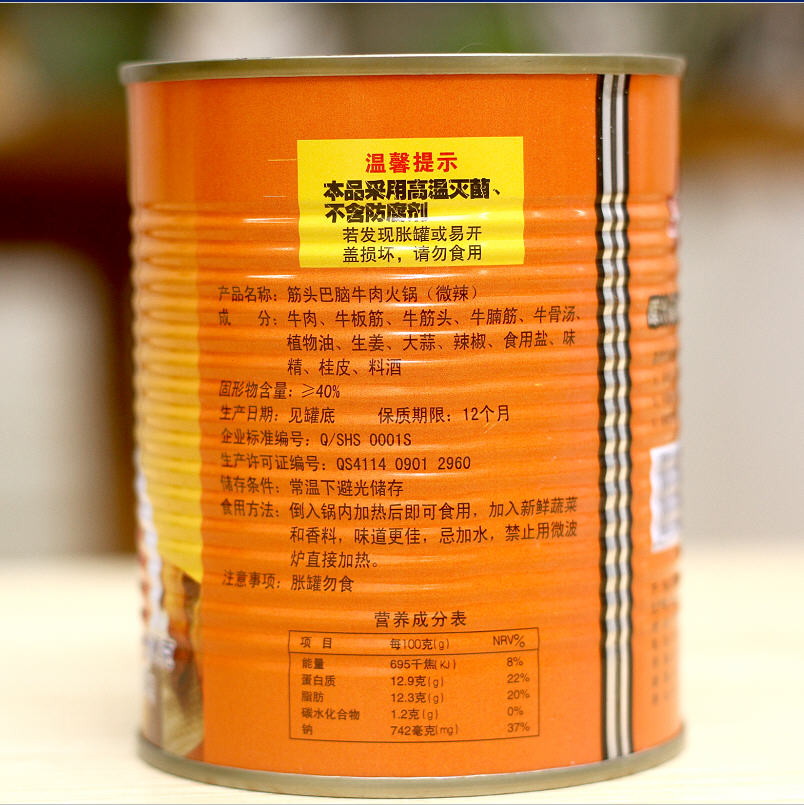 温馨提示
本品采用高温灭菌、
不含防腐剂
若发现胀罐或易开
盖损坏，请勿食用
产品名称：筋头巴脑牛肉火锅（微辣）
成 分：牛肉、牛板筋、牛筋头、牛腩筋、牛骨汤、
植物油、生姜、大蒜、辣椒、食用盐、味
精、桂皮、料酒
固形物含量：≥40%
生产日期：见罐底 保质期限：12个月
企业标准编号：Q/SHS 0001S
生产许可证编号：QS4114 0901 2960
储存条件：常温下避光储存
食用方法：倒入锅内加热后即可食用，加入新鲜蔬菜
和香料，味道更佳，忌加水，禁止用微波
炉直接加热。
注意事项：胀罐勿食
营养成分表
项 目 每100克(g) NRV%
能量 695千焦(KJ) 8%
蛋白质 12.9克(g) 22%
脂肪 12.3克(g) 20%
碳水化合物 1.2克(g) 0%
钠 742毫克(mg) 37%